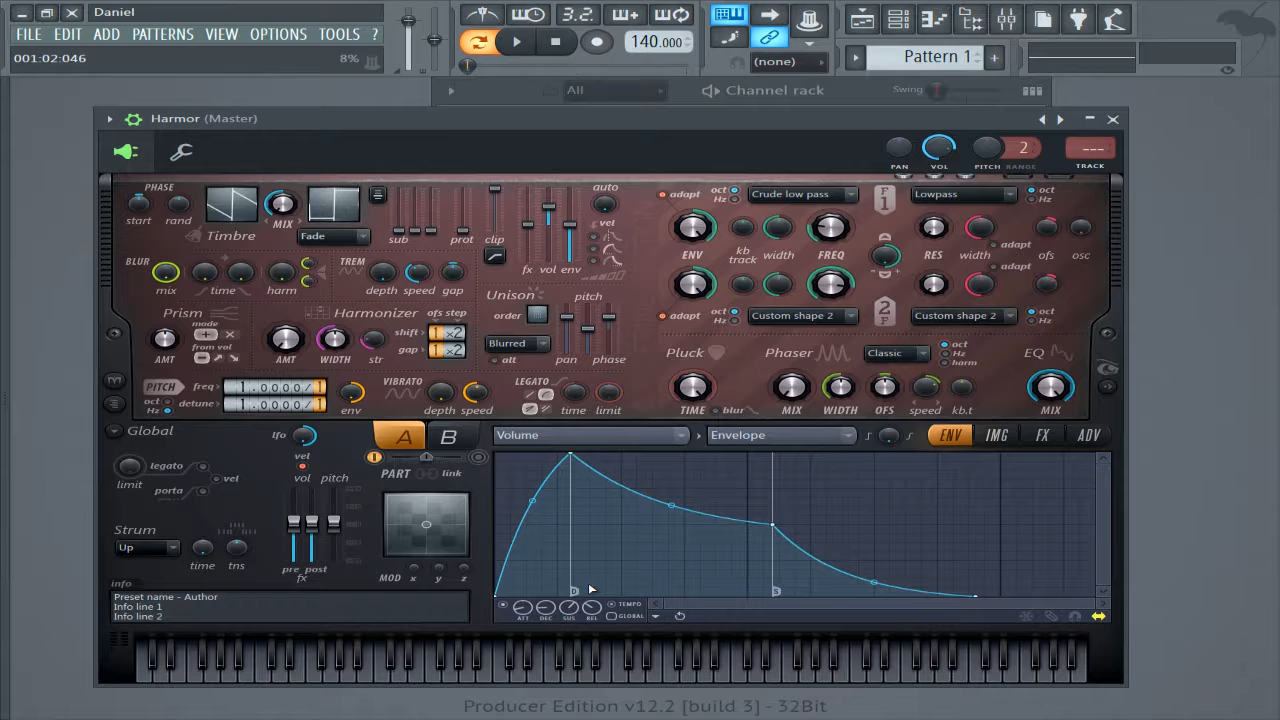 Daniel
FILE EDIT ADD PATTERNS VIEW OPTIONS TOOLS ?
001:02:046 8%
3.2.
140.000
(none)
Pattern 1
All Channel rack Swing
Harmor (Master)
PAN VOL PITCH RANGE 2 --- TRACK
PHASE
start rand
MIX
Timbre Fade
sub prot clip
fx vol env
auto
vel
adapt oct Hz Crude low pass F 1 Lowpass oct Hz
ENV kb track width FREQ RES width adapt ofs osc
adapt
BLUR
mix time harm
TREM
depth speed gap
Unison
order
pitch
Blurred
att
pan phase
adapt oct Hz Custom shape 2 2 F Custom shape 2 oct Hz
Prism
mode
from vol
AMT
Harmonizer ofs step
AMT WIDTH str
shift 1 x2
gap 1 x2
Pluck Phaser Classic oct Hz harm EQ
TIME blur MIX WIDTH OFS speed kb.t MIX
PITCH freq 1.0000/1
oct Hz detune 1.0000/1
env
VIBRATO
depth speed
LEGATO
time limit
Global lfo
A B
Volume Envelope ENV IMG FX ADV
legato
limit
vel
porta
vel
vol pitch
PART link
Strum
Up
time tns
pre post
fx
MOD x y z
D S
info
Preset name - Author
Info line 1
Info line 2
ATT DEC SUS REL TEMPO
GLOBAL
Producer Edition v12.2 [build 3] - 32Bit